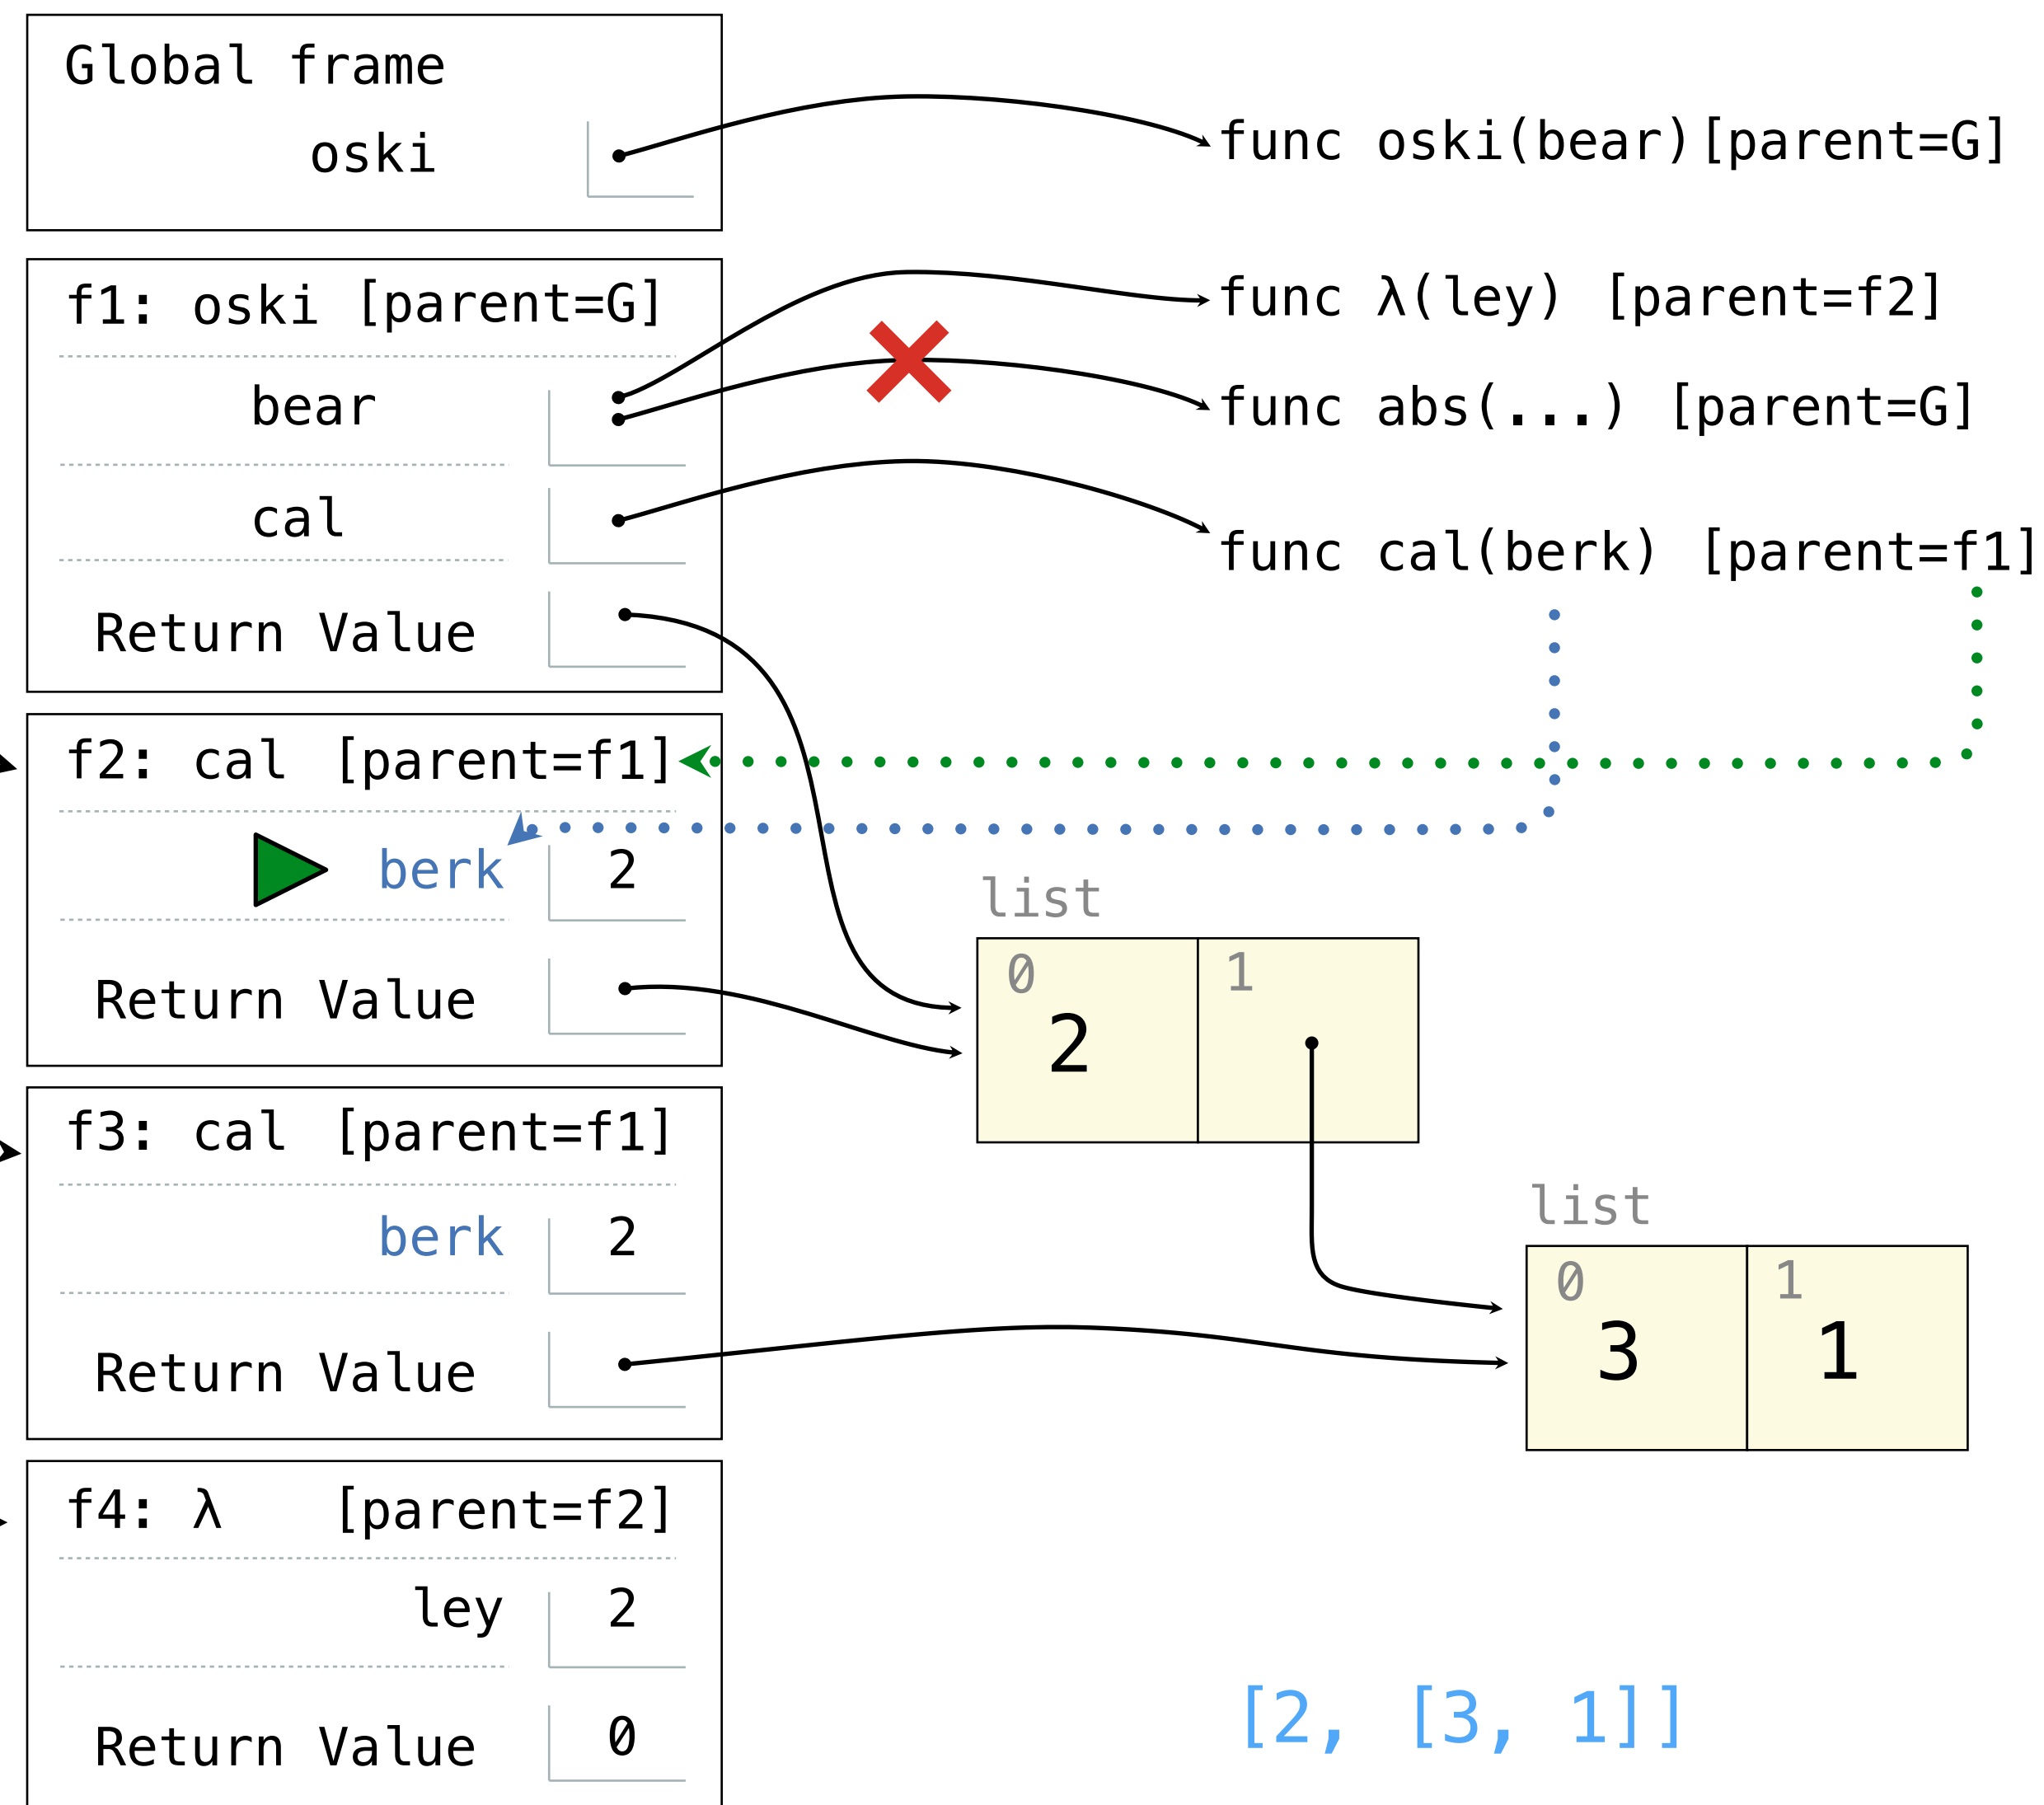 Global frame
oski
func oski(bear)[parent=G]
f1: oski [parent=G]
func λ(ley) [parent=f2]
bear
func abs(...) [parent=G]
cal
func cal(berk) [parent=f1]
Return Value
f2: cal [parent=f1]
berk 2
list
0 1
2
Return Value
f3: cal [parent=f1]
berk 2
list
0 1
3 1
Return Value
f4: λ [parent=f2]
ley 2
[2, [3, 1]]
Return Value 0